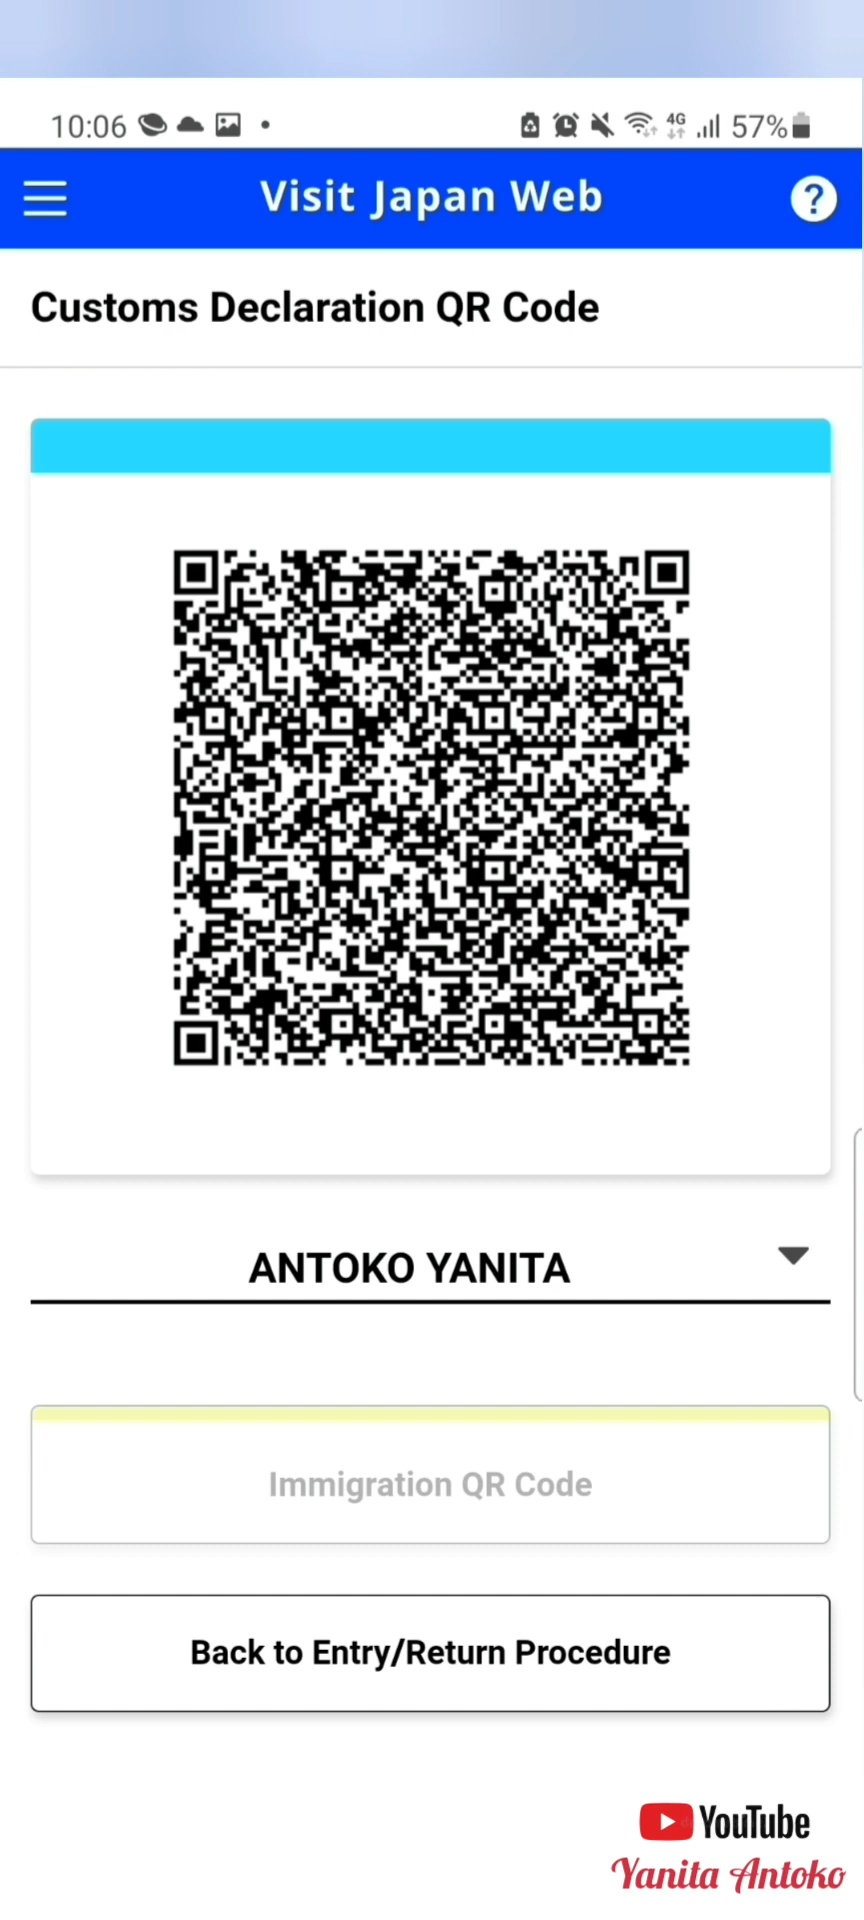 10:06 4G 57%
Visit Japan Web ?
Customs Declaration QR Code
ANTOKO YANITA
Immigration QR Code
Back to Entry/Return Procedure
YouTube
Yanita Antoko